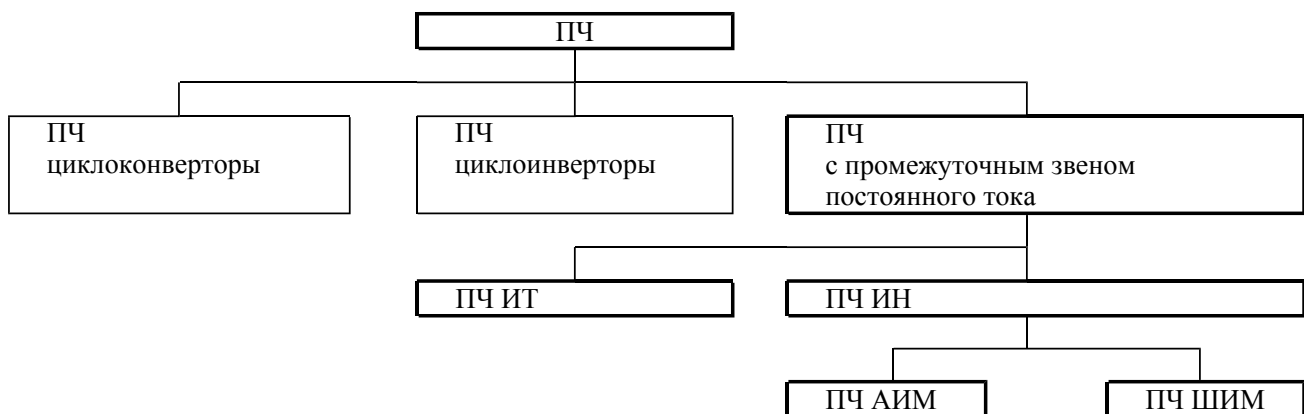 ПЧ
ПЧ
циклоконверторы
ПЧ
циклоинверторы
ПЧ
с промежуточным звеном
постоянного тока
ПЧ ИТ
ПЧ ИН
ПЧ АИМ
ПЧ ШИМ